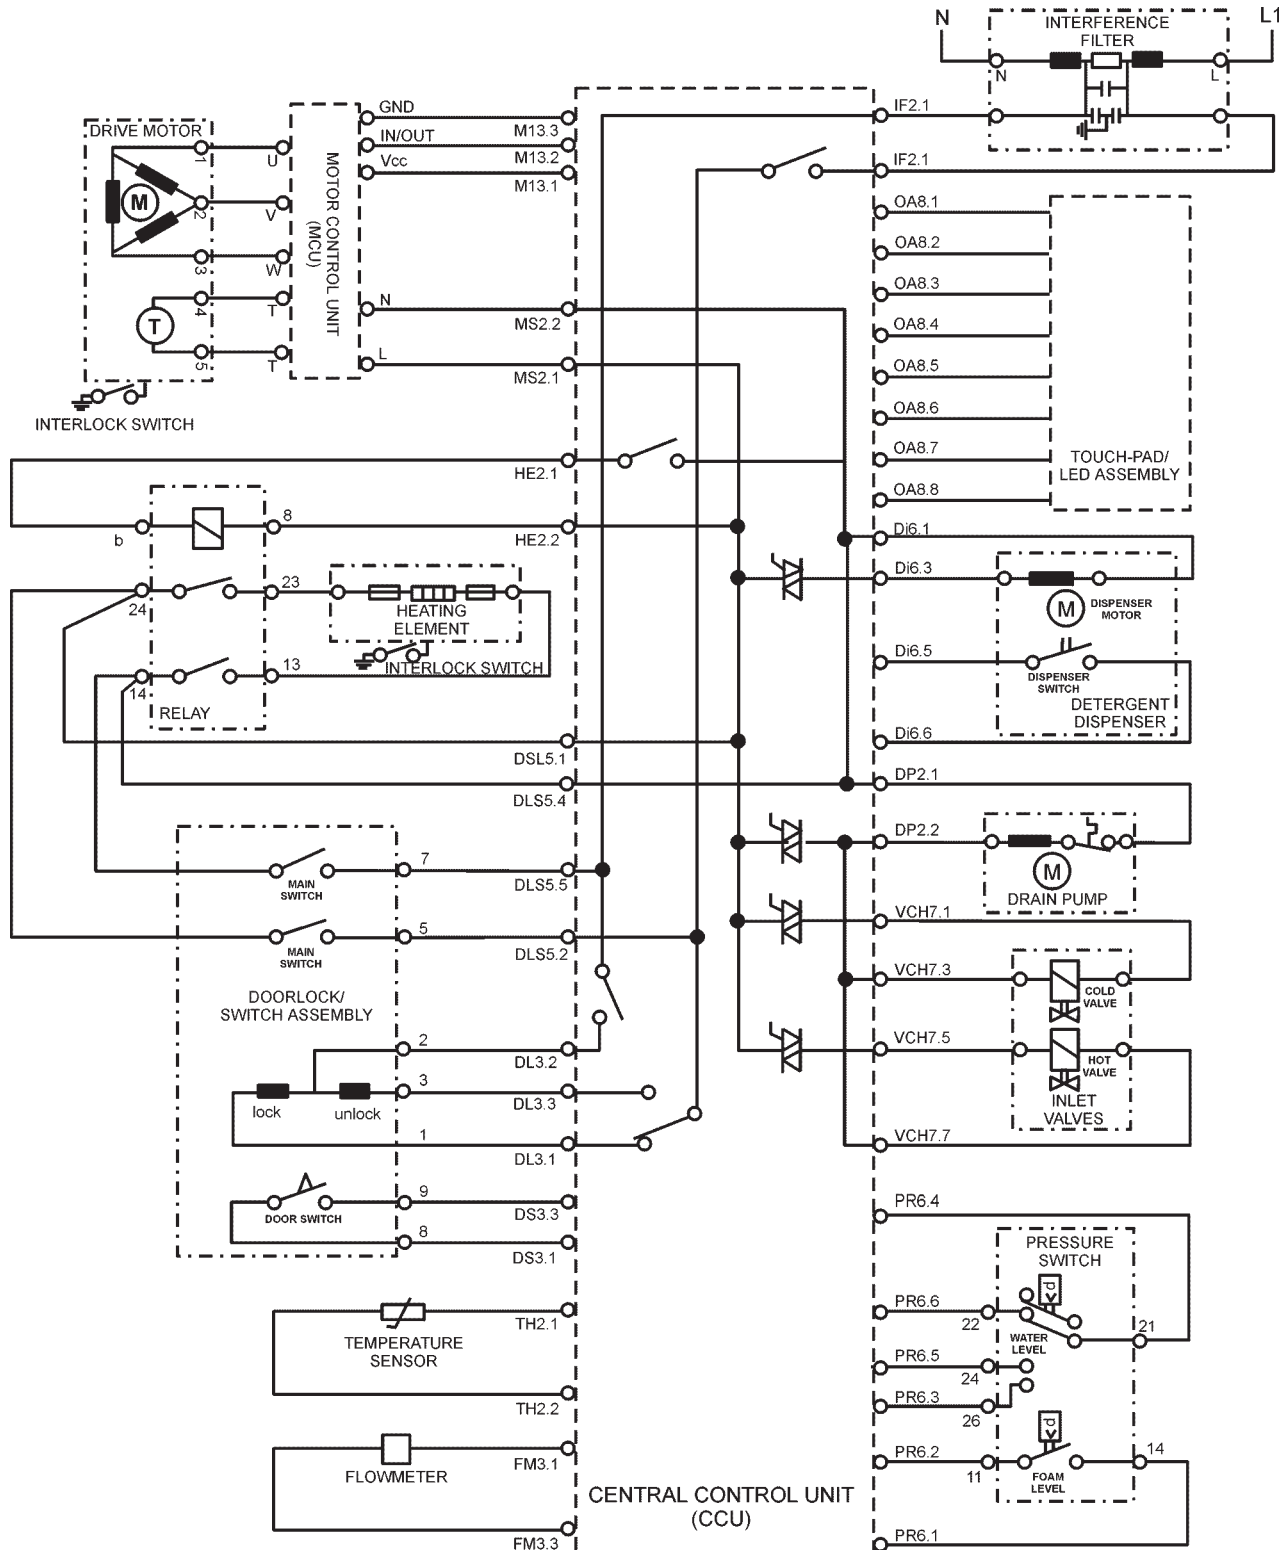 N
INTERFERENCE
FILTER
L1
N
L
IF2.1
IF2.1
DRIVE MOTOR
1
2
3
4
5
M
T
U
V
W
T
T
MOTOR CONTROL UNIT
(MCU)
GND
IN/OUT
Vcc
N
L
M13.3
M13.2
M13.1
MS2.2
MS2.1
INTERLOCK SWITCH
OA8.1
OA8.2
OA8.3
OA8.4
OA8.5
OA8.6
OA8.7
OA8.8
TOUCH-PAD/
LED ASSEMBLY
HE2.1
HE2.2
b
8
24
23
14
13
RELAY
HEATING
ELEMENT
INTERLOCK SWITCH
DSL5.1
DLS5.4
Di6.1
Di6.3
Di6.5
Di6.6
M
DISPENSER
MOTOR
DISPENSER
SWITCH
DETERGENT
DISPENSER
DP2.1
DP2.2
M
DRAIN PUMP
MAIN
SWITCH
7
DLS5.5
MAIN
SWITCH
5
DLS5.2
DOORLOCK/
SWITCH ASSEMBLY
2
DL3.2
lock
unlock
3
DL3.3
1
DL3.1
DOOR SWITCH
9
DS3.3
8
DS3.1
VCH7.1
VCH7.3
VCH7.5
VCH7.7
COLD
VALVE
HOT
VALVE
INLET
VALVES
TEMPERATURE
SENSOR
TH2.1
TH2.2
FLOWMETER
FM3.1
FM3.3
CENTRAL CONTROL UNIT
(CCU)
PR6.4
PR6.6
PR6.5
PR6.3
PR6.2
PR6.1
PRESSURE
SWITCH
p
22
WATER
LEVEL
21
24
26
p
11
FOAM
LEVEL
14